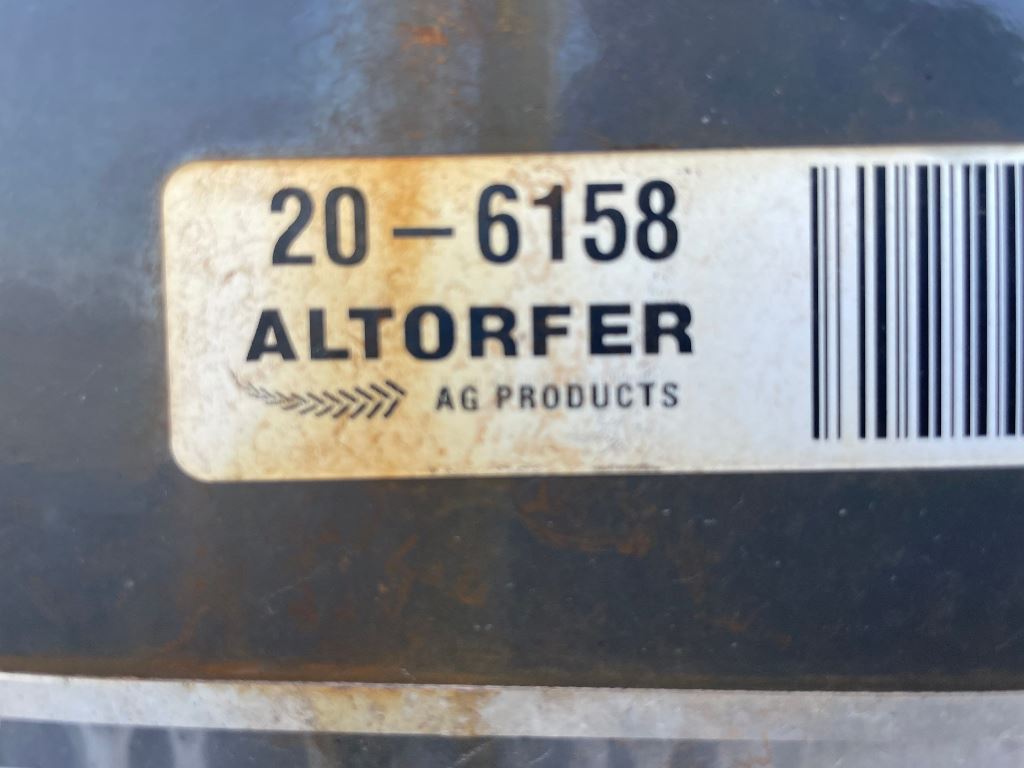 20-6158
ALTORFER
AG PRODUCTS